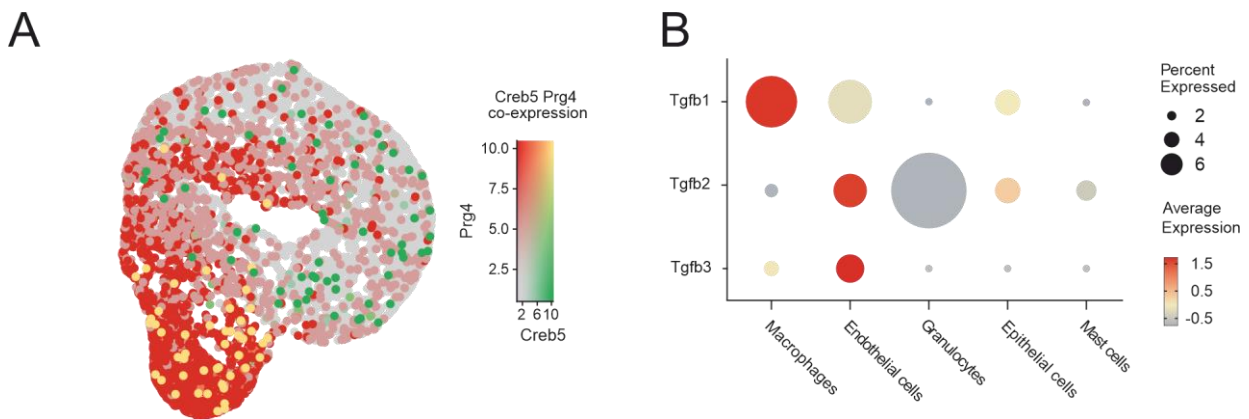 A
Creb5 Prg4
co-expression
10.0
7.5
5.0
2.5
Prg4
2 6 10
Creb5
B
Tgfb1
Tgfb2
Tgfb3
Macrophages
Endothelial cells
Granulocytes
Epithelial cells
Mast cells
Percent
Expressed
2
4
6
Average
Expression
1.5
0.5
-0.5